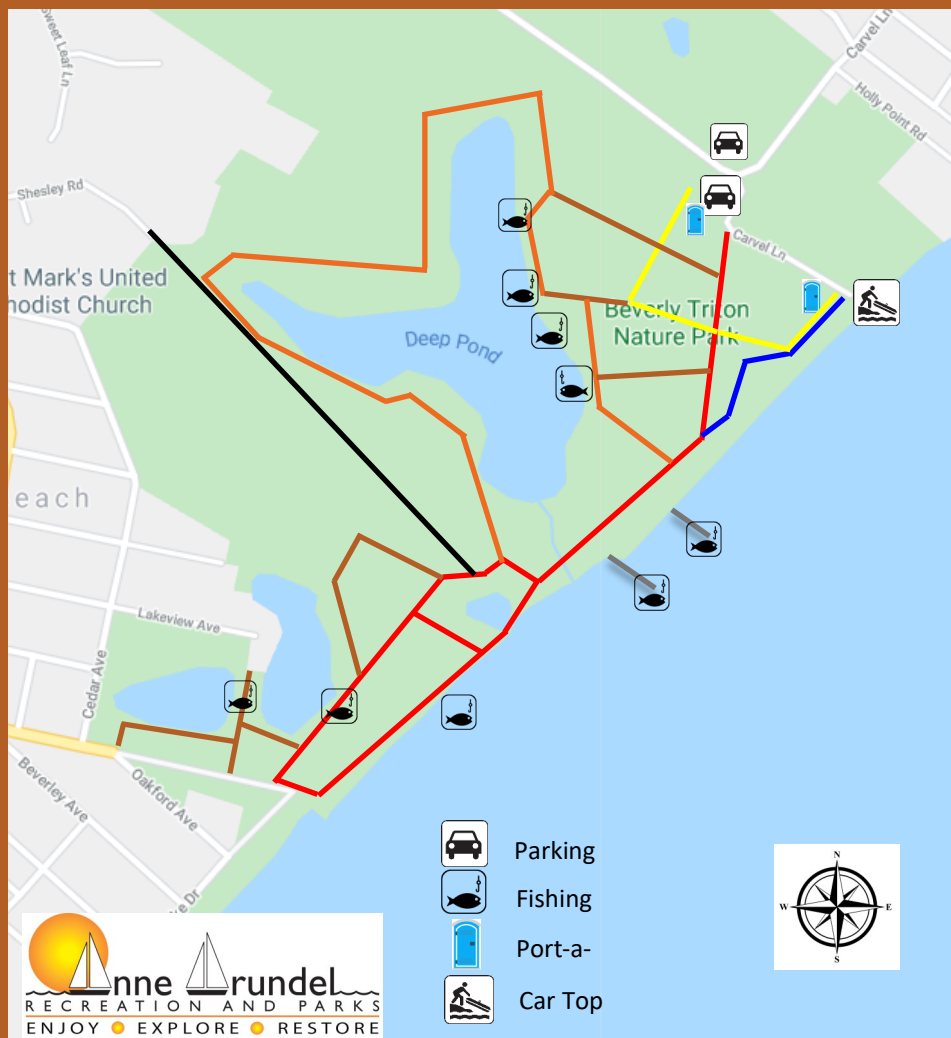 Sweet Leaf Ln
Carvel Ln
Holly Point Rd
Shesley Rd
Carvel Ln
t Mark's United
hodist Church
Beverly Triton
Nature Park
Deep Pond
each
Lakeview Ave
Cedar Ave
Beverley Ave
Oakford Ave
Dr
Parking
Fishing
Port-a-
Car Top
N
W E
S
Anne Arundel
RECREATION AND PARKS
ENJOY EXPLORE RESTORE